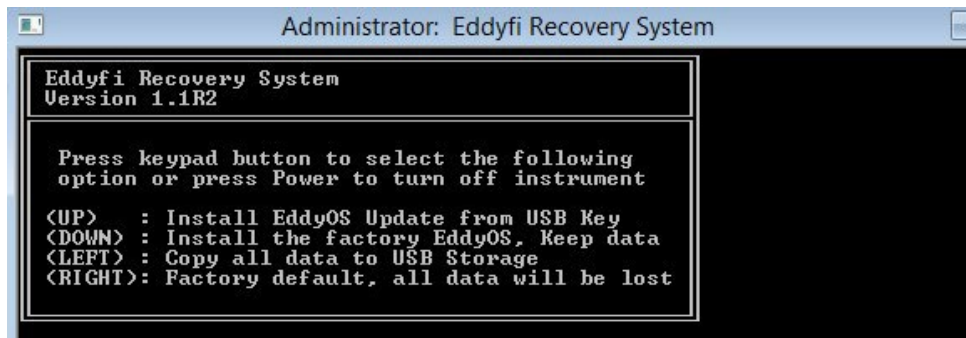 Administrator: Eddyfi Recovery System
Eddyfi Recovery System
Version 1.1R2
Press keypad button to select the following
option or press Power to turn off instrument
<UP> : Install EddyOS Update from USB Key
<DOWN> : Install the factory EddyOS, Keep data
<LEFT> : Copy all data to USB Storage
<RIGHT>: Factory default, all data will be lost